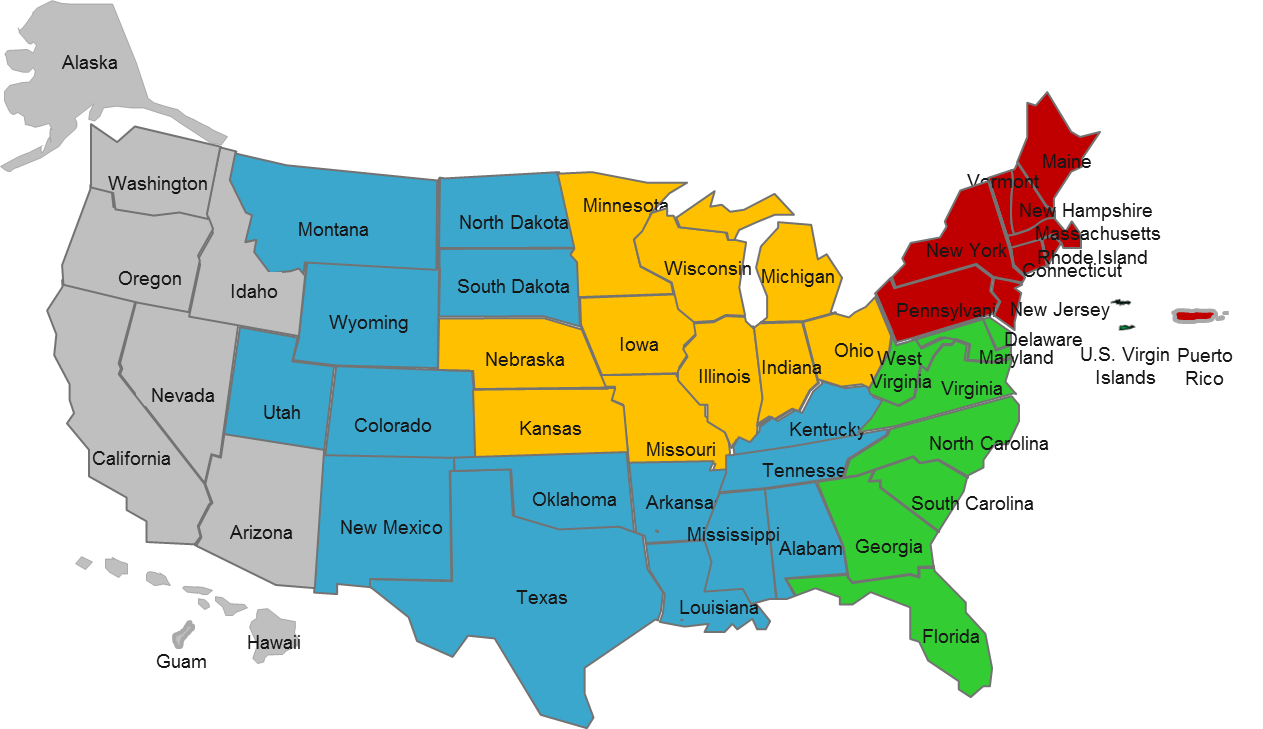 Alaska
Washington
Oregon
Idaho
Montana
North Dakota
Minnesota
South Dakota
Wyoming
Wisconsin
Michigan
Maine
Vermont
New Hampshire
Massachusetts
Rhode Island
Connecticut
New York
Pennsylvan
New Jersey
Delaware
Maryland
U.S. Virgin
Islands
Puerto
Rico
Nebraska
Iowa
Illinois
Indiana
Ohio
West
Virginia
Virginia
Nevada
Utah
Colorado
Kansas
Missouri
Kentucky
North Carolina
California
Arizona
New Mexico
Oklahoma
Arkansa
Tennesse
South Carolina
Mississippi
Alabam
Georgia
Texas
Louisiana
Florida
Hawaii
Guam